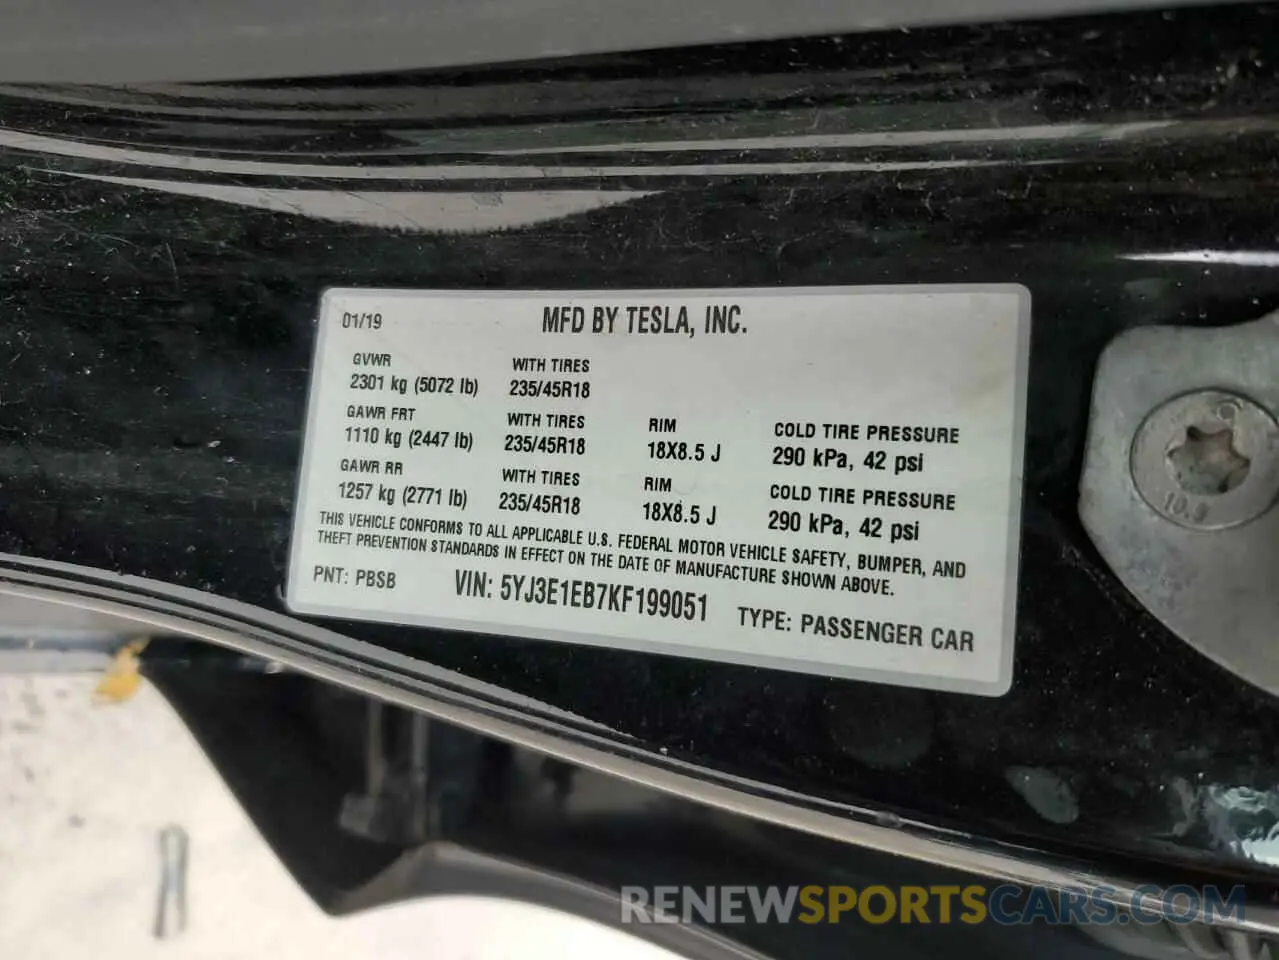 01/19 MFD BY TESLA, INC.
GVWR WITH TIRES
2301 kg (5072 lb) 235/45R18
GAWR FRT WITH TIRES RIM COLD TIRE PRESSURE
1110 kg (2447 lb) 235/45R18 18X8.5 J 290 kPa, 42 psi
GAWR RR WITH TIRES RIM COLD TIRE PRESSURE
1257 kg (2771 lb) 235/45R18 18X8.5 J 290 kPa, 42 psi
THIS VEHICLE CONFORMS TO ALL APPLICABLE U.S. FEDERAL MOTOR VEHICLE SAFETY, BUMPER, AND
THEFT PREVENTION STANDARDS IN EFFECT ON THE DATE OF MANUFACTURE SHOWN ABOVE.
PNT: PBSB VIN: 5YJ3E1EB7KF199051 TYPE: PASSENGER CAR
10.9
RENEWSPORTSCARS.COM